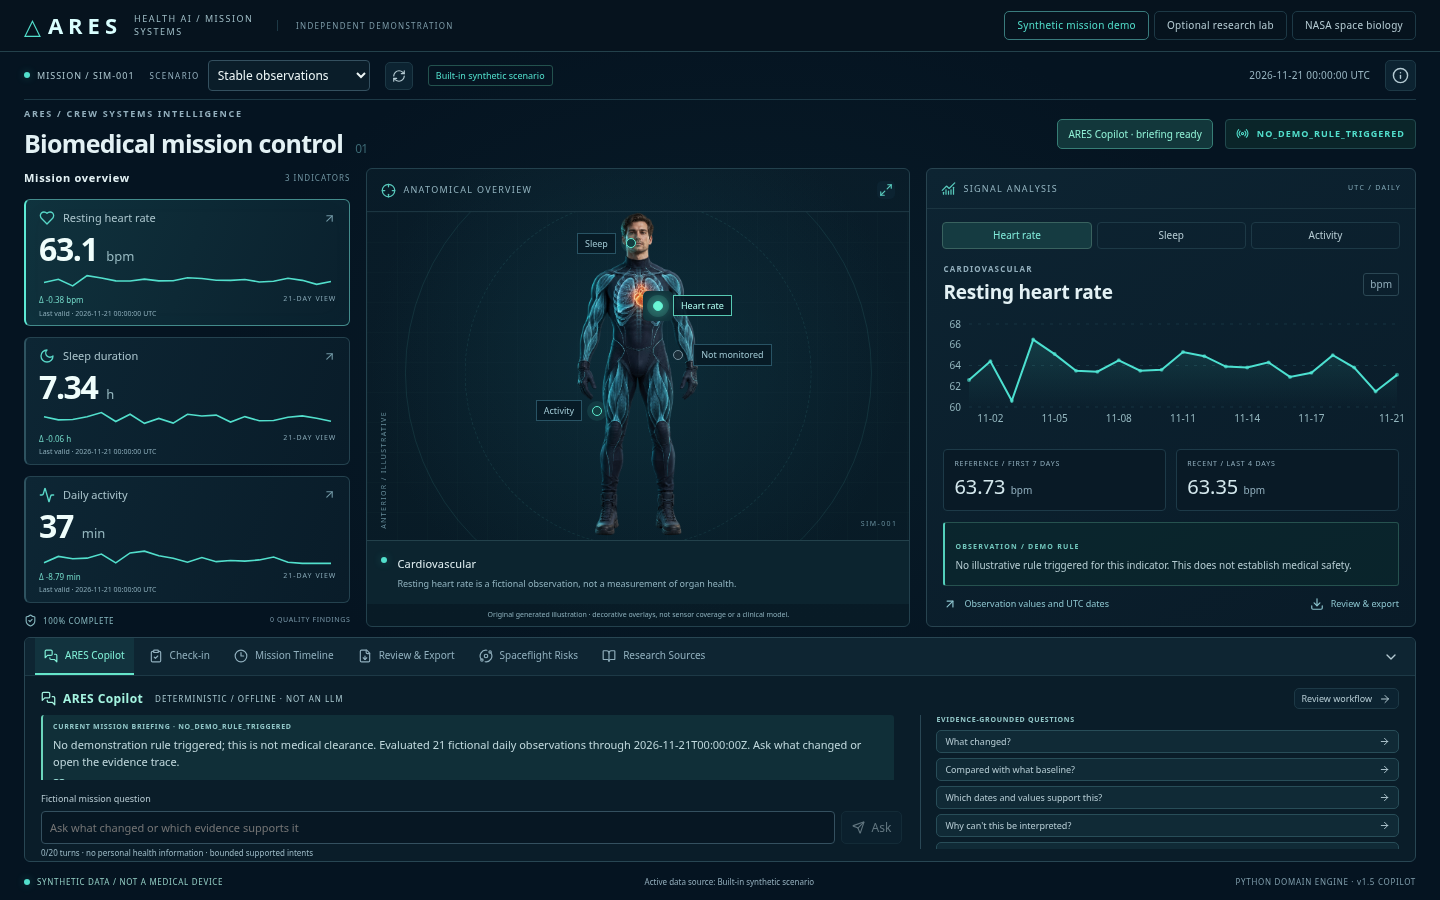 ARES
HEALTH AI / MISSION
SYSTEMS
INDEPENDENT DEMONSTRATION
Synthetic mission demo
Optional research lab
NASA space biology
MISSION / SIM-001
SCENARIO
Stable observations
Built-in synthetic scenario
2026-11-21 00:00:00 UTC
ARES / CREW SYSTEMS INTELLIGENCE
Biomedical mission control 01
ARES Copilot · briefing ready
NO_DEMO_RULE_TRIGGERED
Mission overview
3 INDICATORS
Resting heart rate
63.1 bpm
Δ -0.38 bpm
21-DAY VIEW
Last valid · 2026-11-21 00:00:00 UTC
Sleep duration
7.34 h
Δ -0.06 h
21-DAY VIEW
Last valid · 2026-11-21 00:00:00 UTC
Daily activity
37 min
Δ -8.79 min
21-DAY VIEW
Last valid · 2026-11-21 00:00:00 UTC
100% COMPLETE
0 QUALITY FINDINGS
ANATOMICAL OVERVIEW
Sleep
Heart rate
Not monitored
Activity
ANTERIOR / ILLUSTRATIVE
SIM-001
Cardiovascular
Resting heart rate is a fictional observation, not a measurement of organ health.
Original generated illustration - decorative overlays, not sensor coverage or a clinical model.
SIGNAL ANALYSIS
UTC / DAILY
Heart rate
Sleep
Activity
CARDIOVASCULAR
Resting heart rate
bpm
68
66
64
62
60
11-02
11-05
11-08
11-11
11-14
11-17
11-21
REFERENCE / FIRST 7 DAYS
63.73 bpm
RECENT / LAST 4 DAYS
63.35 bpm
OBSERVATION / DEMO RULE
No illustrative rule triggered for this indicator. This does not establish medical safety.
Observation values and UTC dates
Review & export
ARES Copilot
Check-in
Mission Timeline
Review & Export
Spaceflight Risks
Research Sources
ARES Copilot
DETERMINISTIC / OFFLINE · NOT AN LLM
Review workflow
CURRENT MISSION BRIEFING · NO_DEMO_RULE_TRIGGERED
No demonstration rule triggered; this is not medical clearance. Evaluated 21 fictional daily observations through 2026-11-21T00:00:00Z. Ask what changed or
open the evidence trace.
Fictional mission question
Ask what changed or which evidence supports it
Ask
0/20 turns · no personal health information · bounded supported intents
EVIDENCE-GROUNDED QUESTIONS
What changed?
Compared with what baseline?
Which dates and values support this?
Why can't this be interpreted?
SYNTHETIC DATA / NOT A MEDICAL DEVICE
Active data source: Built-in synthetic scenario
PYTHON DOMAIN ENGINE · v1.5 COPILOT